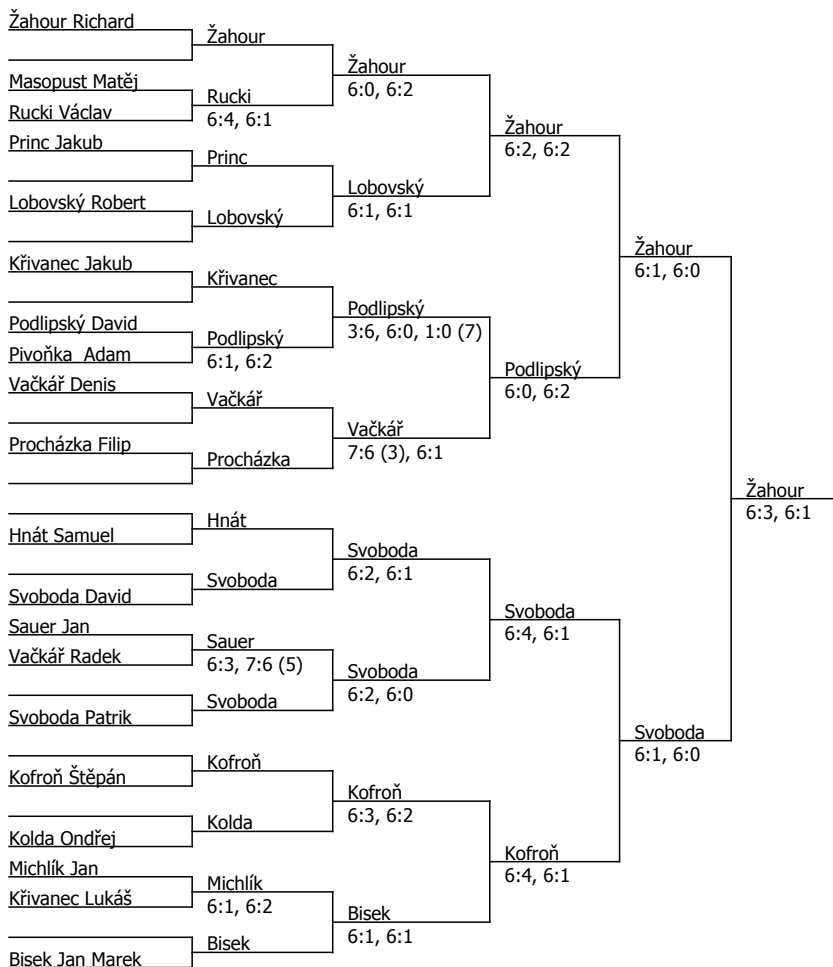 Žahour Richard
Žahour
Žahour
6:0, 6:2
Masopust Matěj
Rucki Václav
Rucki
6:4, 6:1
Žahour
6:2, 6:2
Princ Jakub
Princ
Lobovský
6:1, 6:1
Lobovský Robert
Lobovský
Žahour
6:1, 6:0
Křivanec Jakub
Křivanec
Podlipský
3:6, 6:0, 1:0 (7)
Podlipský David
Pivoňka  Adam
Podlipský
6:1, 6:2
Podlipský
6:0, 6:2
Vačkář Denis
Vačkář
Vačkář
7:6 (3), 6:1
Procházka Filip
Procházka
Žahour
6:3, 6:1
Hnát Samuel
Hnát
Svoboda
6:2, 6:1
Svoboda David
Svoboda
Svoboda
6:4, 6:1
Sauer Jan
Vačkář Radek
Sauer
6:3, 7:6 (5)
Svoboda
6:2, 6:0
Svoboda Patrik
Svoboda
Svoboda
6:1, 6:0
Kofroň Štěpán
Kofroň
Kofroň
6:3, 6:2
Kolda Ondřej
Kolda
Kofroň
6:4, 6:1
Michlík Jan
Křivanec Lukáš
Michlík
6:1, 6:2
Bisek
6:1, 6:1
Bisek Jan Marek
Bisek